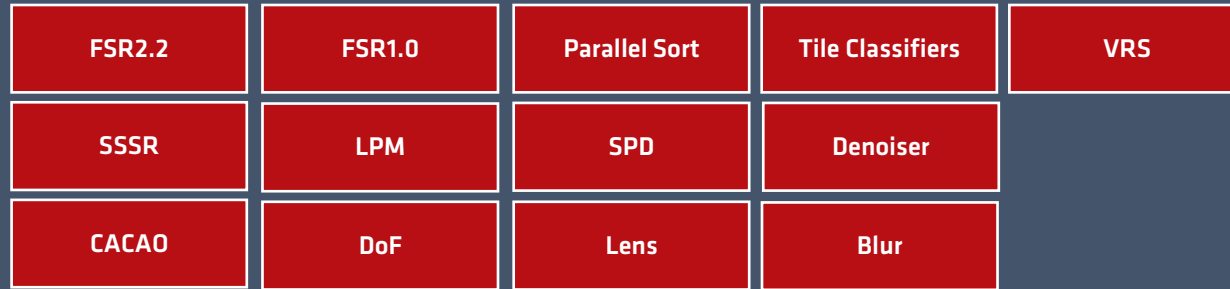 FSR2.2
FSR1.0
Parallel Sort
Tile Classifiers
VRS
SSSR
LPM
SPD
Denoiser
CACAO
DoF
Lens
Blur